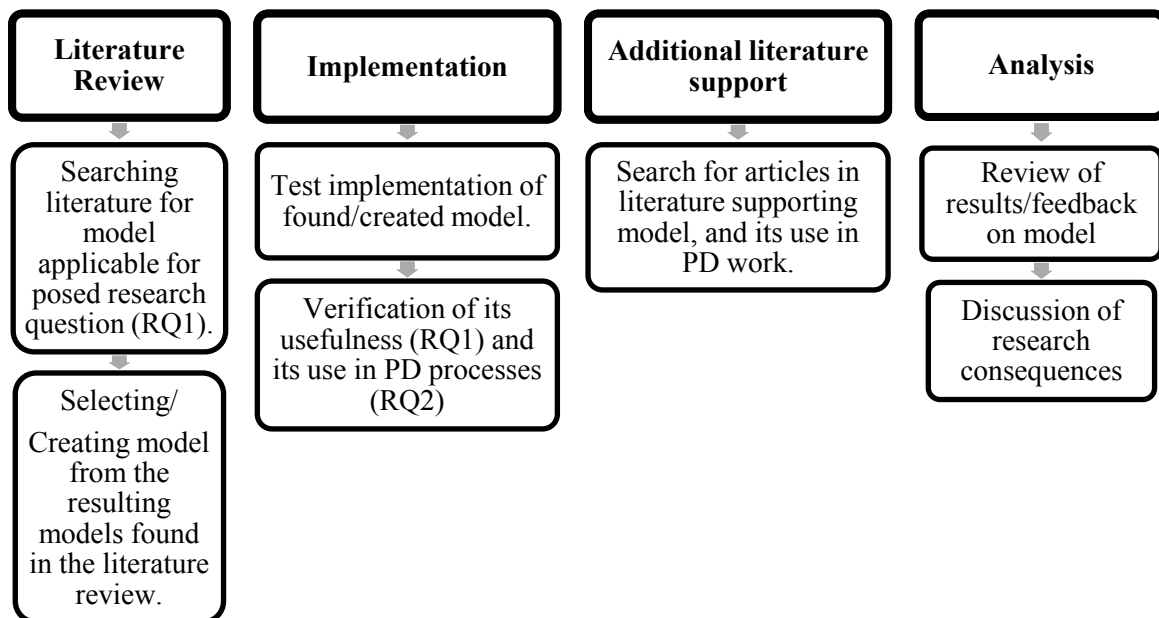 Literature
Review
Searching
literature for
model
applicable for
posed research
question (RQ1).
Selecting/
Creating model
from the
resulting
models found
in the literature
review.
Implementation
Test implementation of
found/created model.
Verification of its
usefulness (RQ1) and
its use in PD processes
(RQ2)
Additional literature
support
Search for articles in
literature supporting
model, and its use in
PD work.
Analysis
Review of
results/feedback
on model
Discussion of
research
consequences